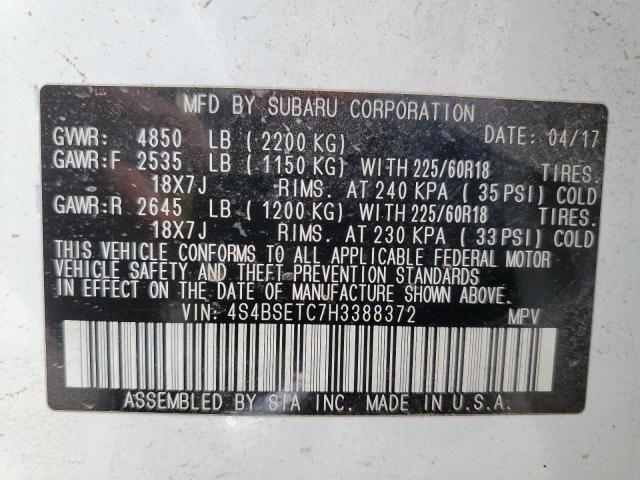 MFD BY SUBARU CORPORATION
GVWR: 4850 LB ( 2200 KG) DATE: 04/17
GAWR:F 2535 LB ( 1150 KG) WITH 225/60R18 TIRES.
18X7J RIMS. AT 240 KPA ( 35 PSI) COLD
GAWR:R 2645 LB ( 1200 KG) WITH 225/60R18 TIRES.
18X7J RIMS. AT 230 KPA ( 33 PSI) COLD
THIS VEHICLE CONFORMS TO ALL APPLICABLE FEDERAL MOTOR
VEHICLE SAFETY AND THEFT PREVENTION STANDARDS
IN EFFECT ON THE DATE OF MANUFACTURE SHOWN ABOVE.
VIN: 4S4BSETC7H3388372 MPV
ASSEMBLED BY SIA INC. MADE IN U.S.A.